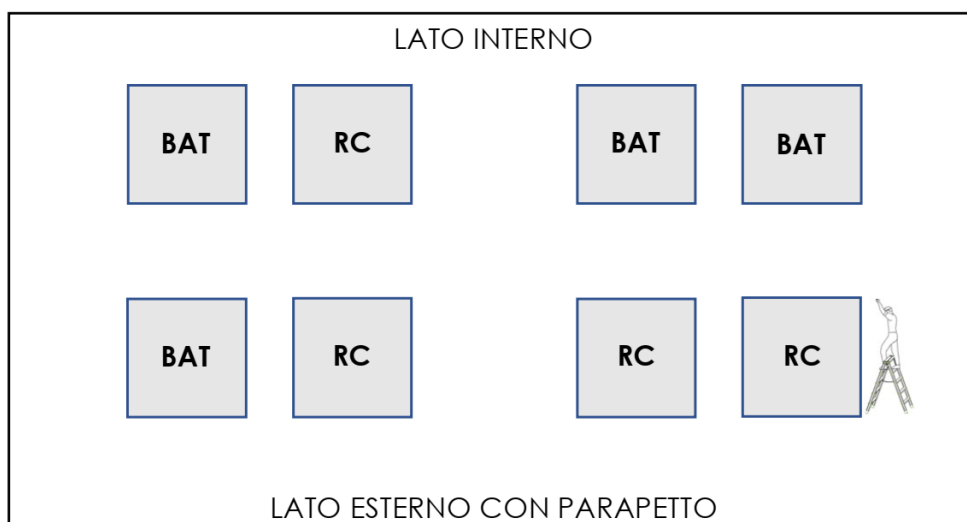 LATO INTERNO
BAT RC BAT BAT
BAT RC RC RC
LATO ESTERNO CON PARAPETTO